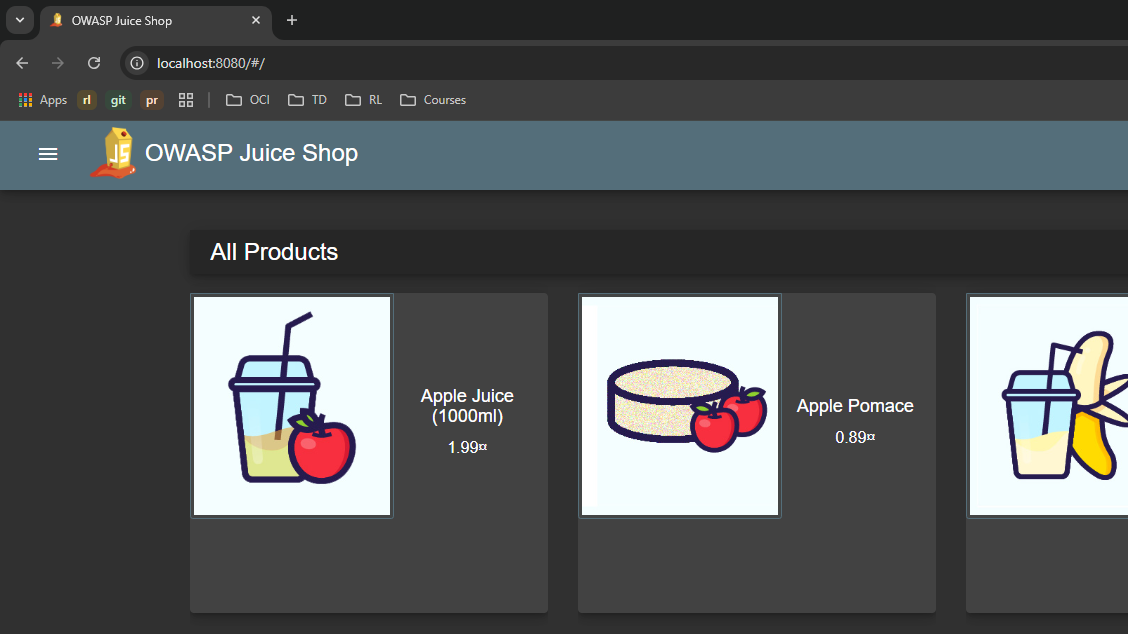 OWASP Juice Shop
localhost:8080/#/
Apps rl git pr OCI TD RL Courses
JS OWASP Juice Shop
All Products
Apple Juice
(1000ml)
1.99¤
Apple Pomace
0.89¤